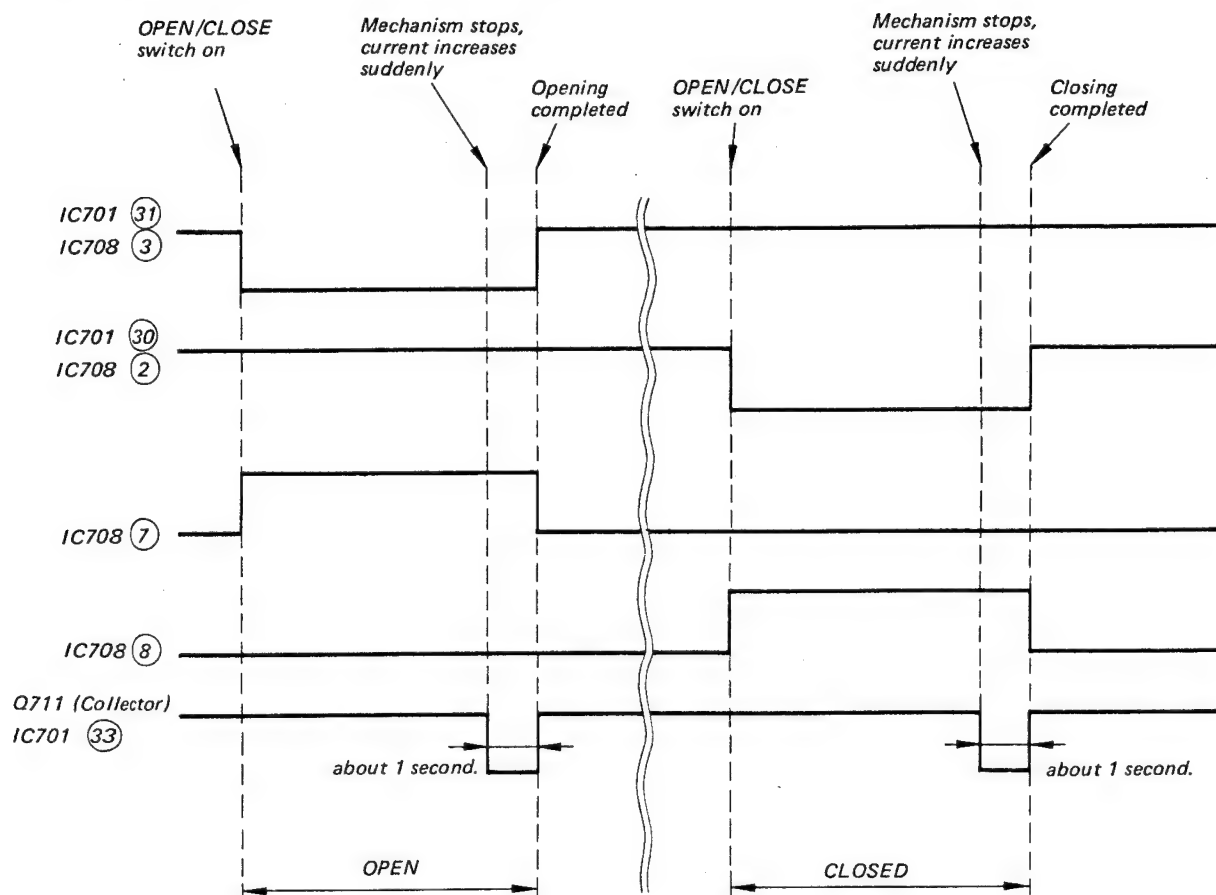 OPEN/CLOSE
switch on
Mechanism stops,
current increases
suddenly
Opening
completed
OPEN/CLOSE
switch on
Mechanism stops,
current increases
suddenly
Closing
completed
IC701 (31)
IC708 (3)
IC701 (30)
IC708 (2)
IC708 (7)
IC708 (8)
Q711 (Collector)
IC701 (33)
about 1 second.
about 1 second.
OPEN
CLOSED